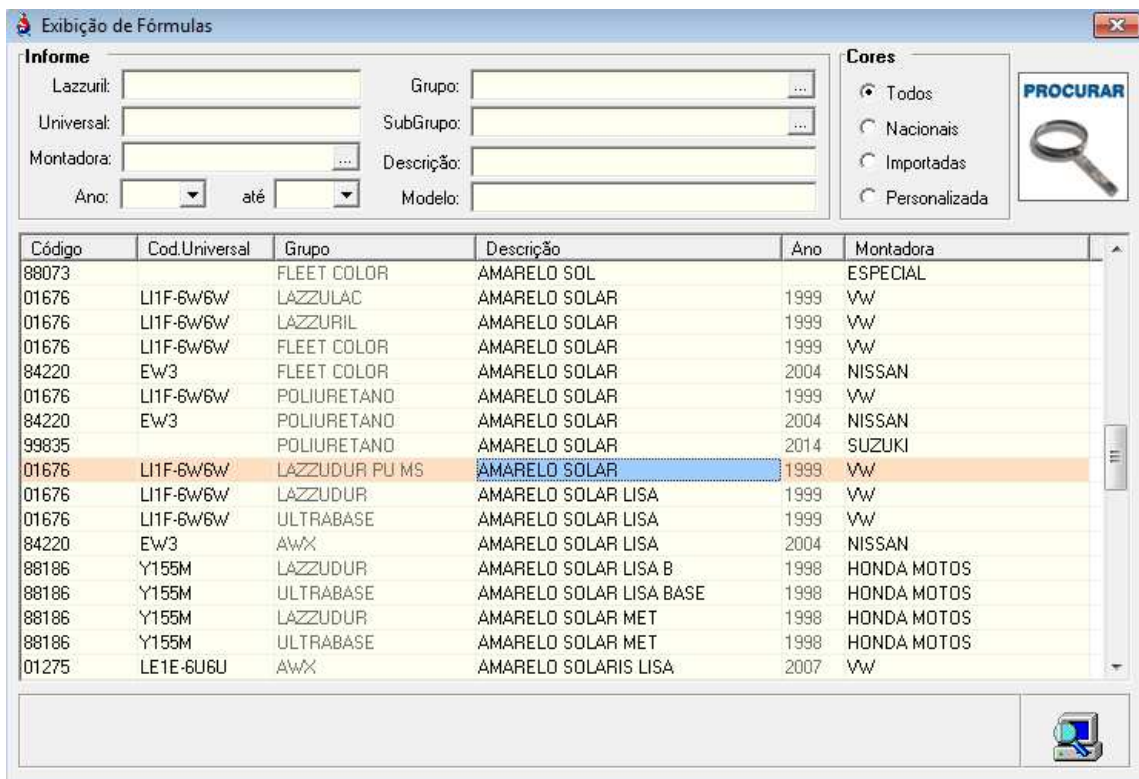 Exibição de Fórmulas
Informe
Lazzuril:
Grupo:
...
Universal:
SubGrupo:
...
Montadora:
...
Descrição:
Ano:
até
Modelo:
Cores
Todos
Nacionais
Importadas
Personalizada
PROCURAR
Código Cod.Universal Grupo Descrição Ano Montadora
88073 FLEET COLOR AMARELO SOL ESPECIAL
01676 LI1F-6W6W LAZZULAC AMARELO SOLAR 1999 VW
01676 LI1F-6W6W LAZZURIL AMARELO SOLAR 1999 VW
01676 LI1F-6W6W FLEET COLOR AMARELO SOLAR 1999 VW
84220 EW3 FLEET COLOR AMARELO SOLAR 2004 NISSAN
01676 LI1F-6W6W POLIURETANO AMARELO SOLAR 1999 VW
84220 EW3 POLIURETANO AMARELO SOLAR 2004 NISSAN
99835 POLIURETANO AMARELO SOLAR 2014 SUZUKI
01676 LI1F-6W6W LAZZUDUR PU MS AMARELO SOLAR 1999 VW
01676 LI1F-6W6W LAZZUDUR AMARELO SOLAR LISA 1999 VW
01676 LI1F-6W6W ULTRABASE AMARELO SOLAR LISA 1999 VW
84220 EW3 AWX AMARELO SOLAR LISA 2004 NISSAN
88186 Y155M LAZZUDUR AMARELO SOLAR LISA B 1998 HONDA MOTOS
88186 Y155M ULTRABASE AMARELO SOLAR LISA BASE 1998 HONDA MOTOS
88186 Y155M LAZZUDUR AMARELO SOLAR MET 1998 HONDA MOTOS
88186 Y155M ULTRABASE AMARELO SOLAR MET 1998 HONDA MOTOS
01275 LE1E-6U6U AWX AMARELO SOLARIS LISA 2007 VW